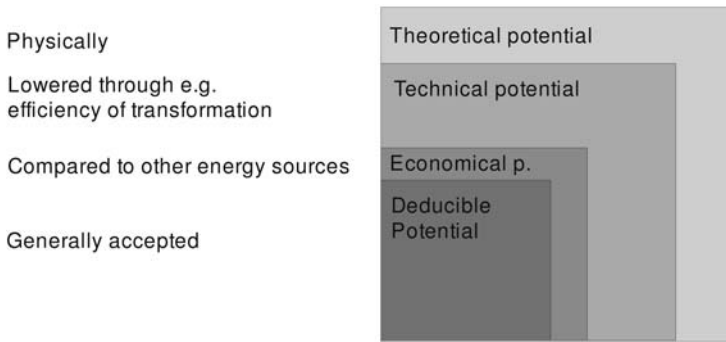 Physically
Theoretical potential
Lowered through e.g.
efficiency of transformation
Technical potential
Compared to other energy sources
Economical p.
Generally accepted
Deducible
Potential